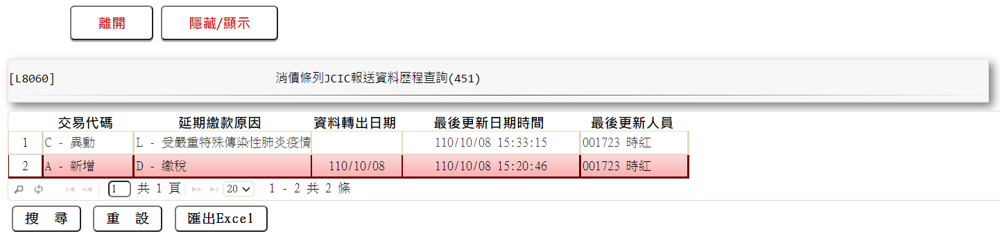 離開 隱藏/顯示
[L8060] 消債條列JCIC報送資料歷程查詢(451)
交易代碼 延期繳款原因 資料轉出日期 最後更新日期時間 最後更新人員
1 C - 異動 L - 受嚴重特殊傳染性肺炎疫情 110/10/08 15:33:15 001723 時紅
2 A - 新增 D - 繳稅 110/10/08 110/10/08 15:20:46 001723 時紅
1 共 1 頁 20 1 - 2 共 2 條
搜 尋 重 設 匯出Excel